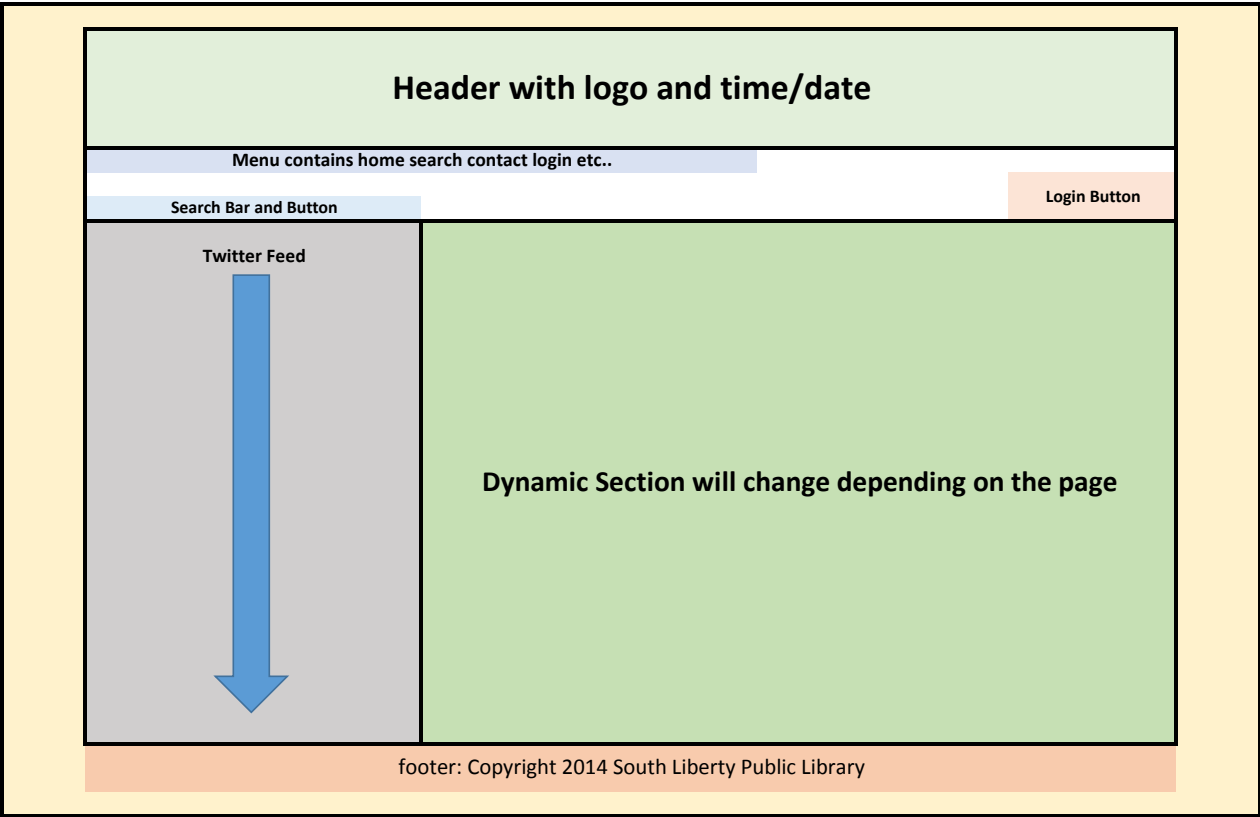 Header with logo and time/date
Menu contains home search contact login etc..
Login Button
Search Bar and Button
Twitter Feed
Dynamic Section will change depending on the page
footer: Copyright 2014 South Liberty Public Library